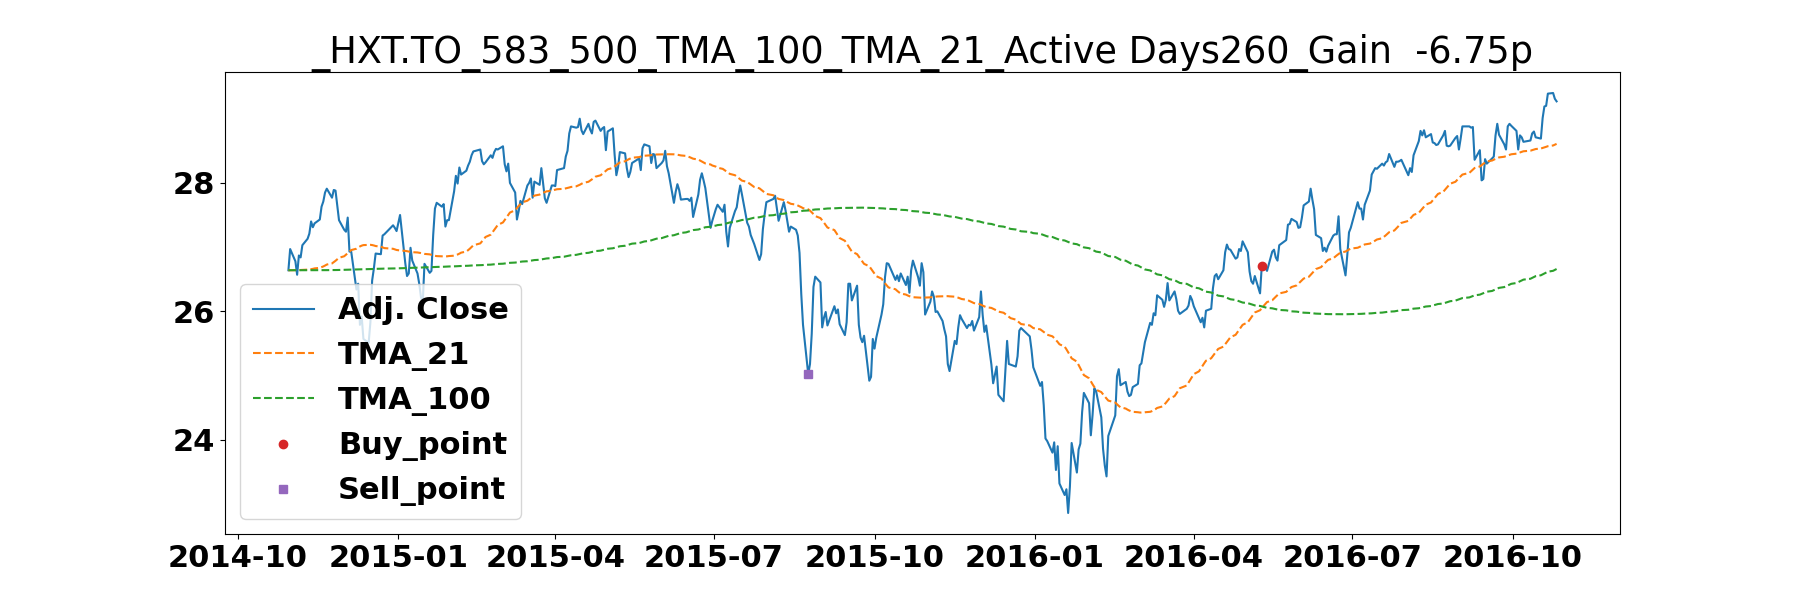 _HXT.TO_583_500_TMA_100_TMA_21_Active Days260_Gain  -6.75p
28
26
24
Adj. Close
TMA_21
TMA_100
Buy_point
Sell_point
2014-10 2015-01 2015-04 2015-07 2015-10 2016-01 2016-04 2016-07 2016-10